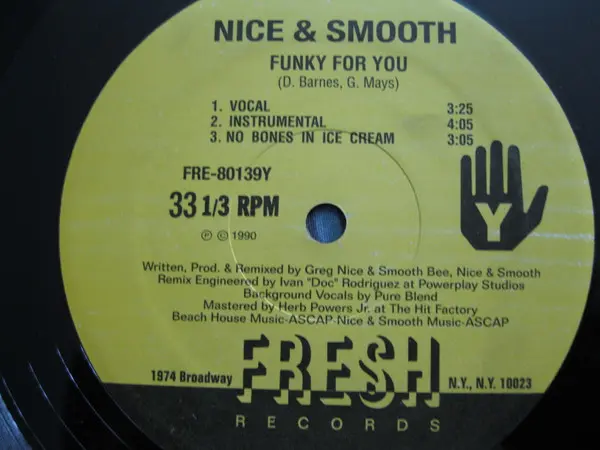 NICE & SMOOTH
FUNKY FOR YOU
(D. Barnes, G. Mays)
1. VOCAL 3:25
2. INSTRUMENTAL 4:05
3. NO BONES IN ICE CREAM 3:05
FRE-80139Y
33 1/3 RPM
Y
℗ © 1990
Written, Prod. & Remixed by Greg Nice & Smooth Bee, Nice & Smooth
Remix Engineered by Ivan "Doc" Rodriguez at Powerplay Studios
Background Vocals by Pure Blend
Mastered by Herb Powers Jr. at The Hit Factory
Beach House Music-ASCAP Nice & Smooth Music-ASCAP
1974 Broadway FRESH N.Y., N.Y. 10023
RECORDS